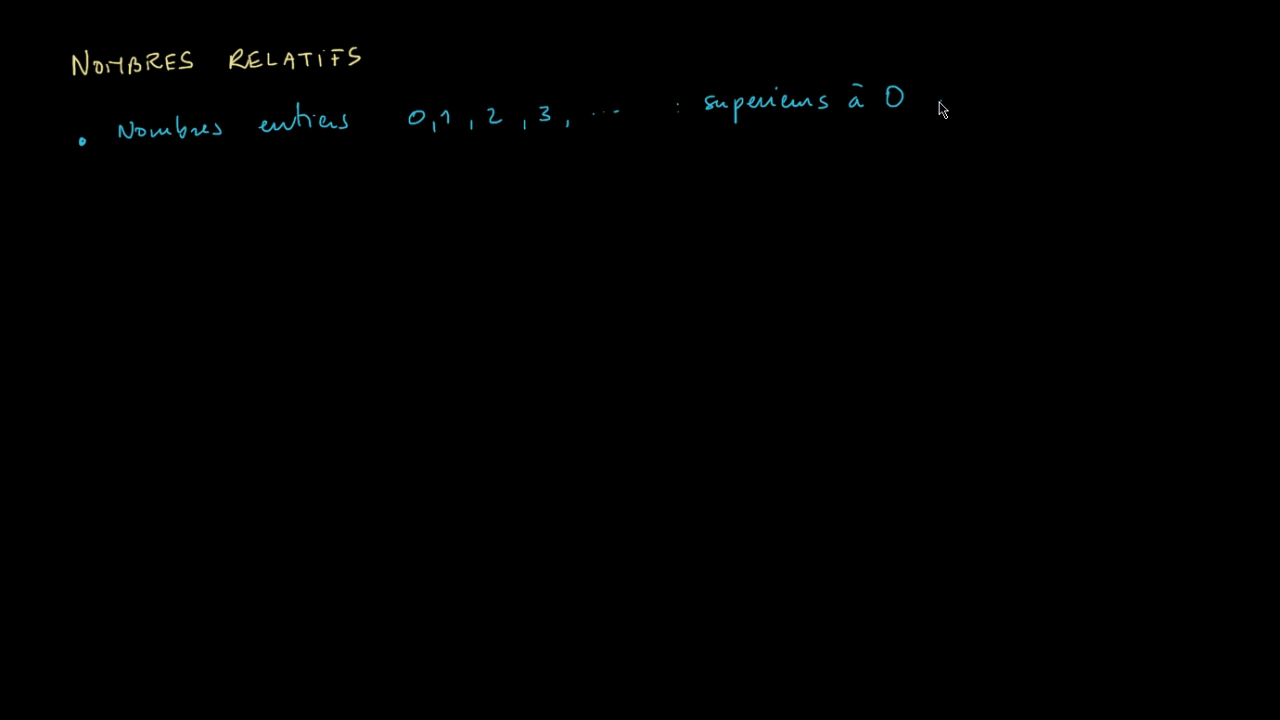 NOMBRES RELATIFS
• Nombres entiers 0, 1, 2, 3, ... : superieurs à 0